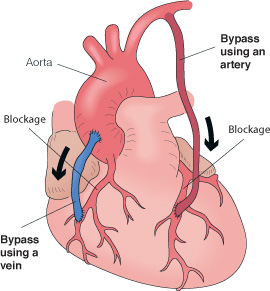 Bypass
using an
artery
Aorta
Blockage
Blockage
Bypass
using a
vein